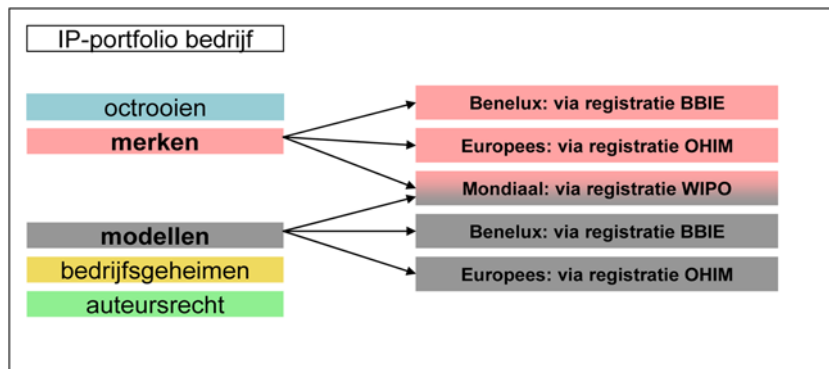 IP-portfolio bedrijf
octrooien
merken
modellen
bedrijfsgeheimen
auteursrecht
Benelux: via registratie BBIE
Europees: via registratie OHIM
Mondiaal: via registratie WIPO
Benelux: via registratie BBIE
Europees: via registratie OHIM